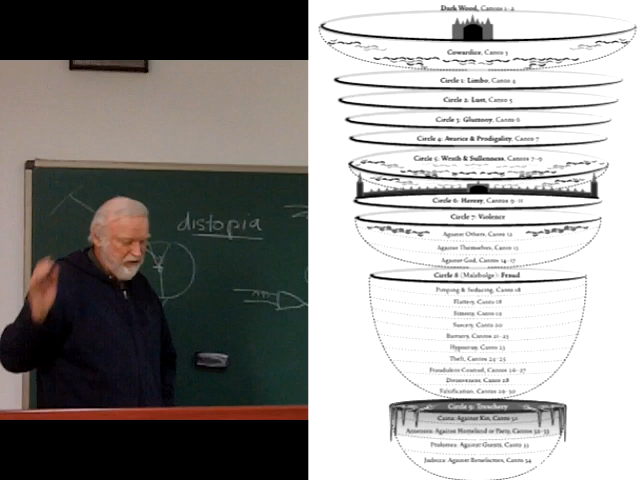 distopia
Dark Wood, Cantos 1-2
Cowardice, Canto 3
Circle 1: Limbo, Canto 4
Circle 2: Lust, Canto 5
Circle 3: Gluttony, Canto 6
Circle 4: Avarice & Prodigality, Canto 7
Circle 5: Wrath & Sullenness, Cantos 7-9
Circle 6: Heresy, Cantos 9-11
Circle 7: Violence
Against Others, Canto 12
Against Themselves, Canto 13
Against God, Cantos 14-17
Circle 8 (Malebolge): Fraud
Pimping & Seducing, Canto 18
Flattery, Canto 18
Simony, Canto 19
Sorcery, Canto 20
Barratry, Cantos 21-23
Hypocrisy, Canto 23
Theft, Cantos 24-25
Fraudulent Counsel, Cantos 26-27
Divisiveness, Canto 28
Falsification, Cantos 29-30
Circle 9: Treachery
Caina: Against Kin, Canto 32
Antenora: Against Homeland or Party, Cantos 32-33
Ptolomea: Against Guests, Canto 33
Judecca: Against Benefactors, Canto 34